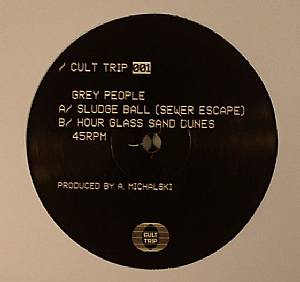 / CULT TRIP 001
GREY PEOPLE
A/ SLUDGE BALL (SEWER ESCAPE)
B/ HOUR GLASS SAND DUNES
45RPM
PRODUCED BY A. MICHALSKI
CULT
TRIP